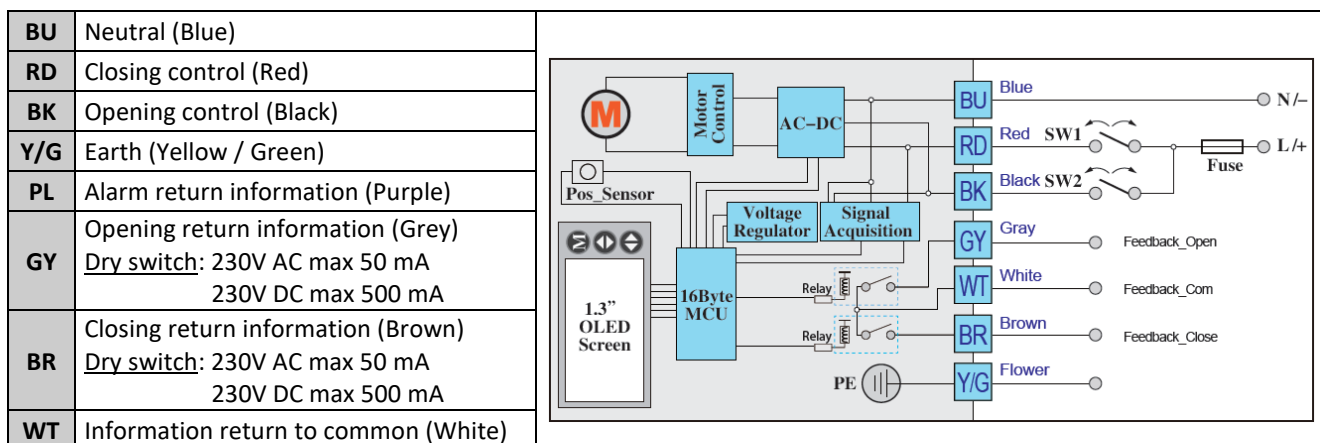 BU Neutral (Blue)
RD Closing control (Red)
BK Opening control (Black)
Y/G Earth (Yellow / Green)
PL Alarm return information (Purple)
GY Opening return information (Grey)
Dry switch: 230V AC max 50 mA
230V DC max 500 mA
BR Closing return information (Brown)
Dry switch: 230V AC max 50 mA
230V DC max 500 mA
WT Information return to common (White)
M
Motor
Control
AC-DC
Pos_Sensor
Voltage
Regulator
Signal
Acquisition
M
1.3”
OLED
Screen
16Byte
MCU
Relay
Relay
PE
BU Blue
N/-
RD Red SW1
L/+
Fuse
BK Black SW2
GY Gray
Feedback_Open
WT White
Feedback_Com
BR Brown
Feedback_Close
Y/G Flower